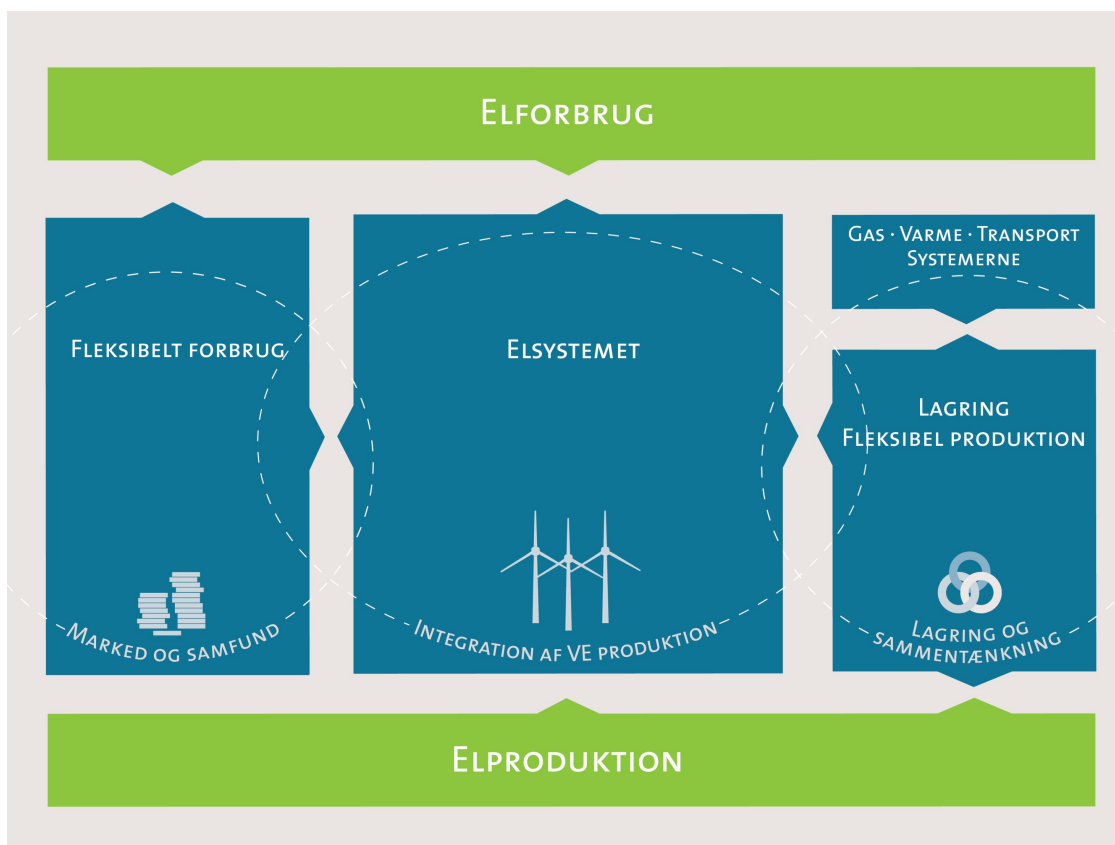 ELFORBRUG
FLEKSIBELT FORBRUG
ELSYSTEMET
GAS · VARME · TRANSPORT
SYSTEMERNE
LAGRING
FLEKSIBEL PRODUKTION
MARKED OG SAMFUND
INTEGRATION AF VE PRODUKTION
LAGRING OG
SAMMENTÆNKNING
ELPRODUKTION